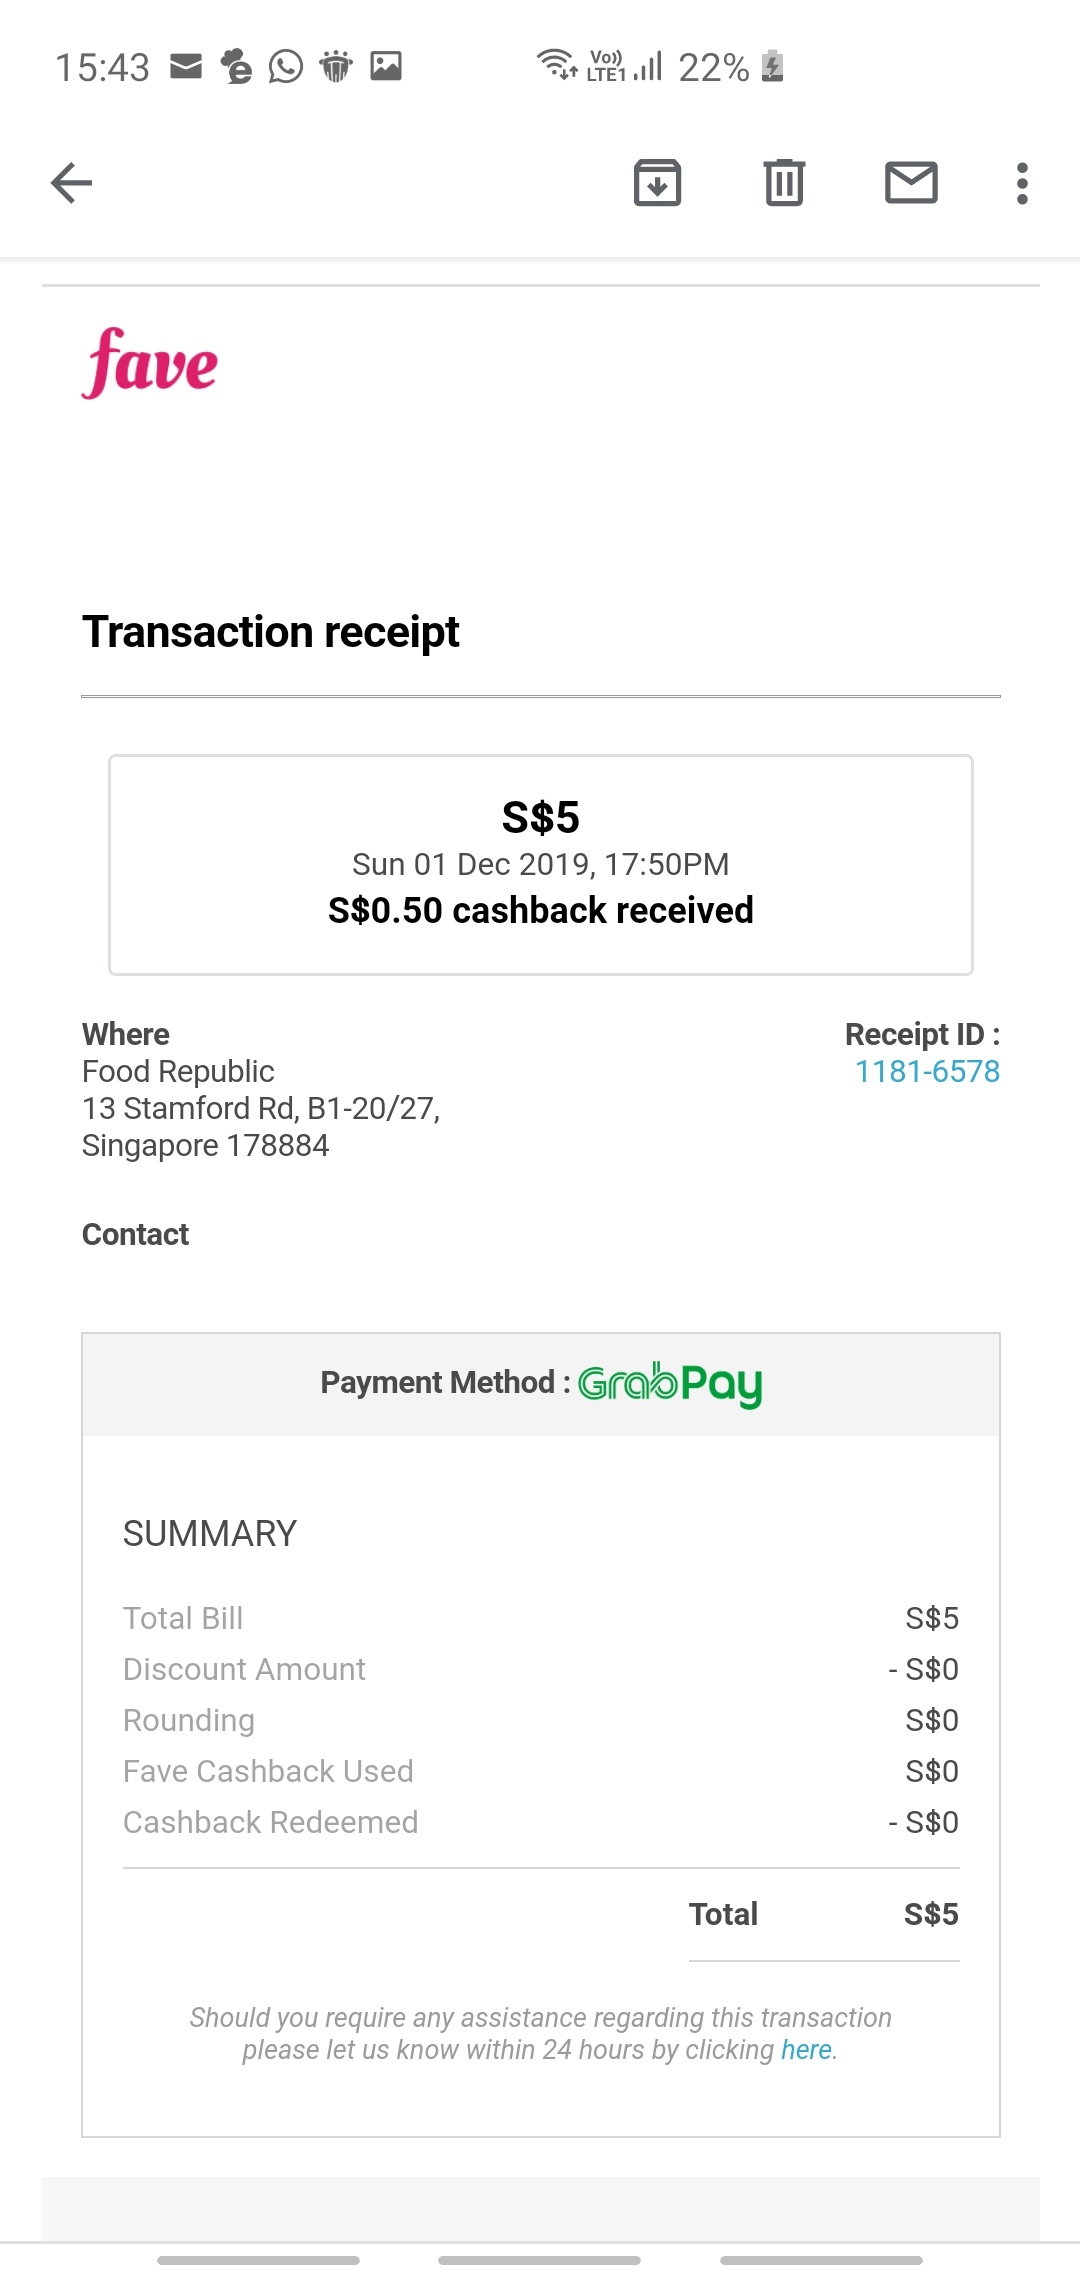 15:43
Vo)) LTE1
22%
fave
Transaction receipt
S$5
Sun 01 Dec 2019, 17:50PM
S$0.50 cashback received
Where
Food Republic
13 Stamford Rd, B1-20/27,
Singapore 178884
Receipt ID :
1181-6578
Contact
Payment Method : GrabPay
SUMMARY
Total Bill S$5
Discount Amount - S$0
Rounding S$0
Fave Cashback Used S$0
Cashback Redeemed - S$0
Total S$5
Should you require any assistance regarding this transaction
please let us know within 24 hours by clicking here.